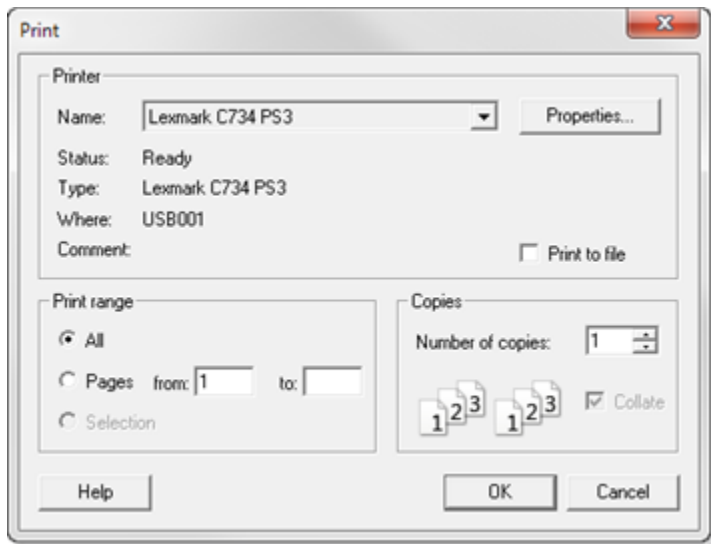 Print
Printer
Name: Lexmark C734 PS3 Properties...
Status: Ready
Type: Lexmark C734 PS3
Where: USB001
Comment:
Print to file
Print range
All
Pages from: 1 to:
Selection
Copies
Number of copies: 1
1 2 3 1 2 3 Collate
Help OK Cancel